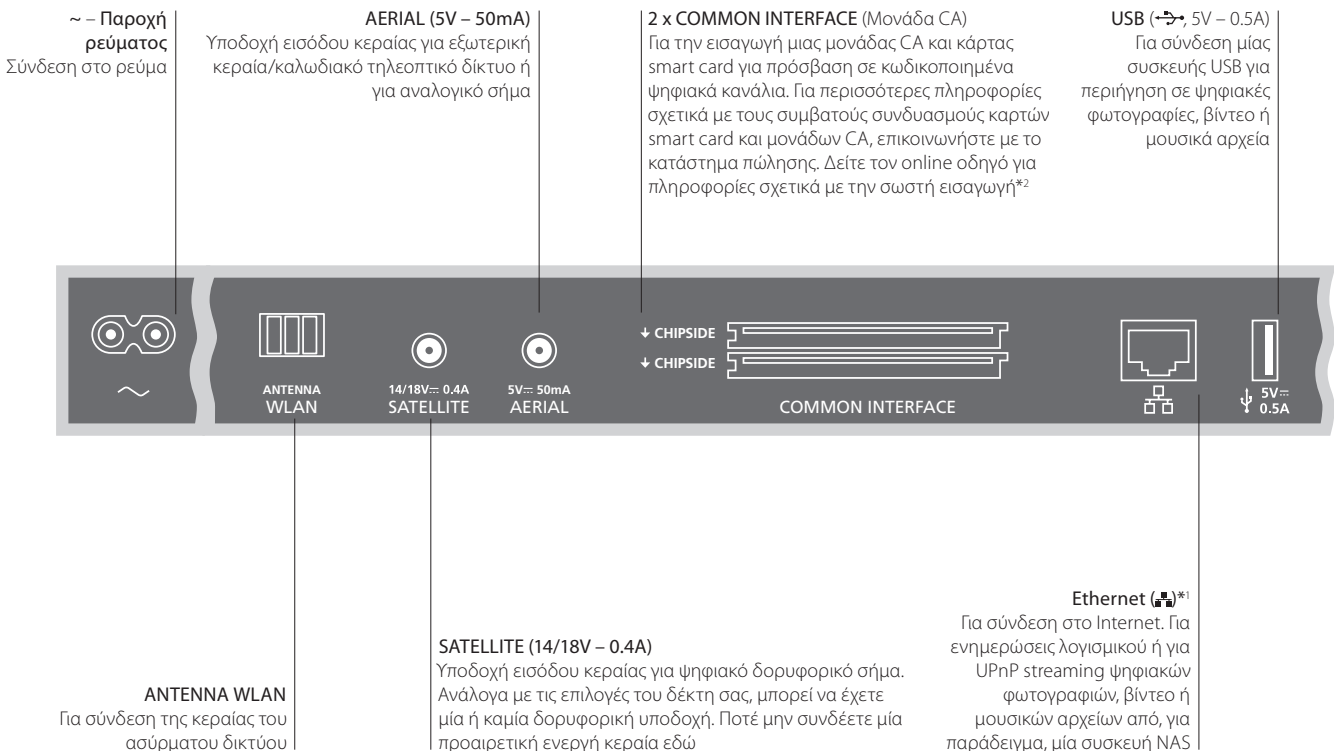 ~ – Παροχή
ρεύματος
Σύνδεση στο ρεύμα
AERIAL (5V – 50mA)
Υποδοχή εισόδου κεραίας για εξωτερική
κεραία/καλωδιακό τηλεοπτικό δίκτυο ή
για αναλογικό σήμα
2 x COMMON INTERFACE (Μονάδα CA)
Για την εισαγωγή μιας μονάδας CA και κάρτας
smart card για πρόσβαση σε κωδικοποιημένα
ψηφιακά κανάλια. Για περισσότερες πληροφορίες
σχετικά με τους συμβατούς συνδυασμούς καρτών
smart card και μονάδων CA, επικοινωνήστε με το
κατάστημα πώλησης. Δείτε τον online οδηγό για
πληροφορίες σχετικά με την σωστή εισαγωγή*2
USB (, 5V – 0.5A)
Για σύνδεση μίας
συσκευής USB για
περιήγηση σε ψηφιακές
φωτογραφίες, βίντεο ή
μουσικά αρχεία
~
ANTENNA
WLAN
14/18V⎓ 0.4A
SATELLITE
5V⎓ 50mA
AERIAL
↓ CHIPSIDE
↓ CHIPSIDE
COMMON INTERFACE
5V⎓
0.5A
ANTENNA WLAN
Για σύνδεση της κεραίας του
ασύρματου δικτύου
SATELLITE (14/18V – 0.4A)
Υποδοχή εισόδου κεραίας για ψηφιακό δορυφορικό σήμα.
Ανάλογα με τις επιλογές του δέκτη σας, μπορεί να έχετε
μία ή καμία δορυφορική υποδοχή. Ποτέ μην συνδέετε μία
προαιρετική ενεργή κεραία εδώ
Ethernet ()*1
Για σύνδεση στο Internet. Για
ενημερώσεις λογισμικού ή για
UPnP streaming ψηφιακών
φωτογραφιών, βίντεο ή
μουσικών αρχείων από, για
παράδειγμα, μία συσκευή NAS